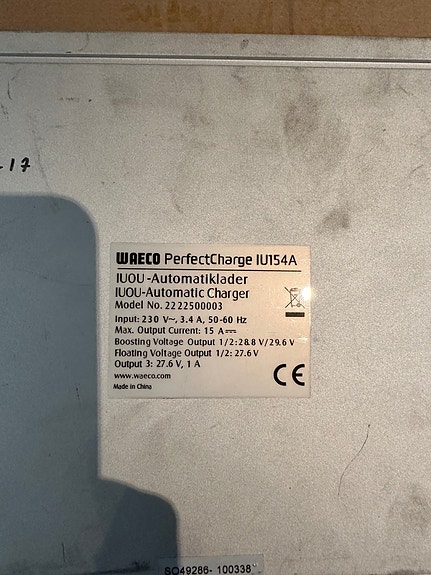 -17
WAECO PerfectCharge IU154A
IUOU-Automatiklader
IUOU-Automatic Charger
Model No. 2222500003
Input: 230 V~, 3.4 A, 50-60 Hz
Max. Output Current: 15 A⎓
Boosting Voltage Output 1/2: 28.8 V/29.6 V
Floating Voltage Output 1/2: 27.6 V
Output 3: 27.6 V, 1 A
www.waeco.com
Made in China
CE
SO49286- 100338